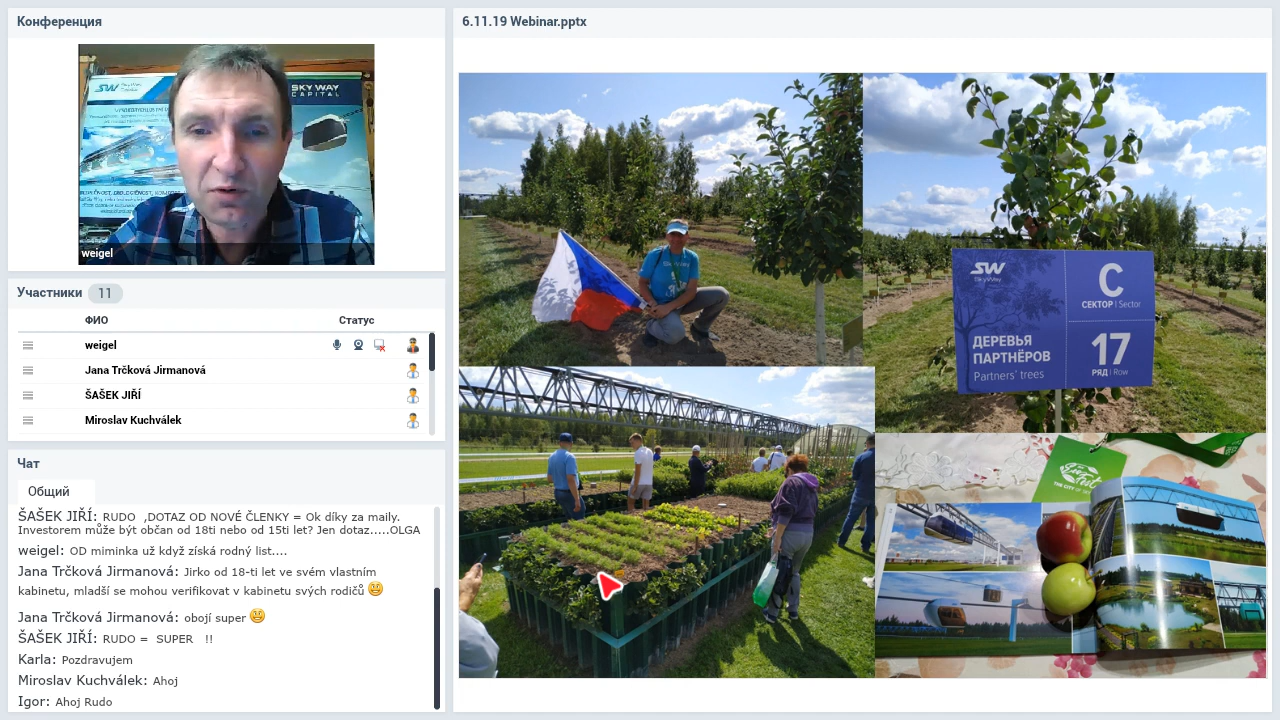 Конференция
SW
SkyWay
Capital
SKY WAY
CAPITAL
weigel
Участники 11
ФИО
Статус
weigel
Jana Trčková Jirmanová
ŠAŠEK JIŘÍ
Miroslav Kuchválek
Чат
Общий
ŠAŠEK JIŘÍ: RUDO ,DOTAZ OD NOVÉ ČLENKY = Ok díky za maily.
Investorem může být občan od 18ti nebo od 15ti let? Jen dotaz.....OLGA
weigel: OD miminka už když získá rodný list....
Jana Trčková Jirmanová: Jirko od 18-ti let ve svém vlastním
kabinetu, mladší se mohou verifikovat v kabinetu svých rodičů
Jana Trčková Jirmanová: obojí super
ŠAŠEK JIŘÍ: RUDO = SUPER !!
Karla: Pozdravujem
Miroslav Kuchválek: Ahoj
Igor: Ahoj Rudo
6.11.19 Webinar.pptx
SkyWay
SW
SkyWay
C
СЕКТОР | Sector
ДЕРЕВЬЯ
ПАРТНЁРОВ
Partners' trees
17
РЯД | Row
Fest